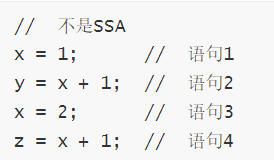 // 不是SSA
x = 1; // 语句1
y = x + 1; // 语句2
x = 2; // 语句3
z = x + 1; // 语句4